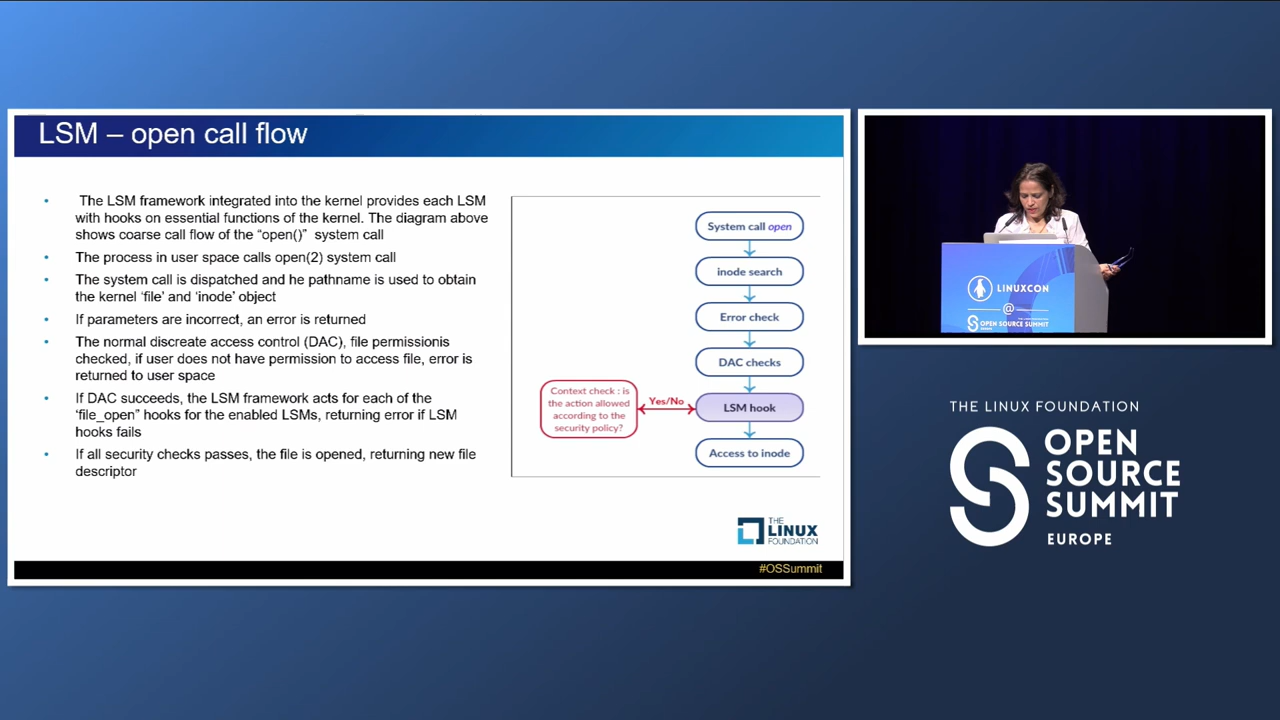 LSM – open call flow
The LSM framework integrated into the kernel provides each LSM
with hooks on essential functions of the kernel. The diagram above
shows coarse call flow of the “open()” system call
The process in user space calls open(2) system call
The system call is dispatched and he pathname is used to obtain
the kernel ‘file’ and ‘inode’ object
If parameters are incorrect, an error is returned
The normal discreate access control (DAC), file permissionis
checked, if user does not have permission to access file, error is
returned to user space
If DAC succeeds, the LSM framework acts for each of the
‘file_open” hooks for the enabled LSMs, returning error if LSM
hooks fails
If all security checks passes, the file is opened, returning new file
descriptor
System call open
inode search
Error check
DAC checks
Context check : is
the action allowed
according to the
security policy?
Yes/No
LSM hook
Access to inode
THE
LINUX
FOUNDATION
#OSSummit
LINUXCON
@
OPEN SOURCE SUMMIT
THE LINUX FOUNDATION
OPEN
SOURCE
SUMMIT
EUROPE